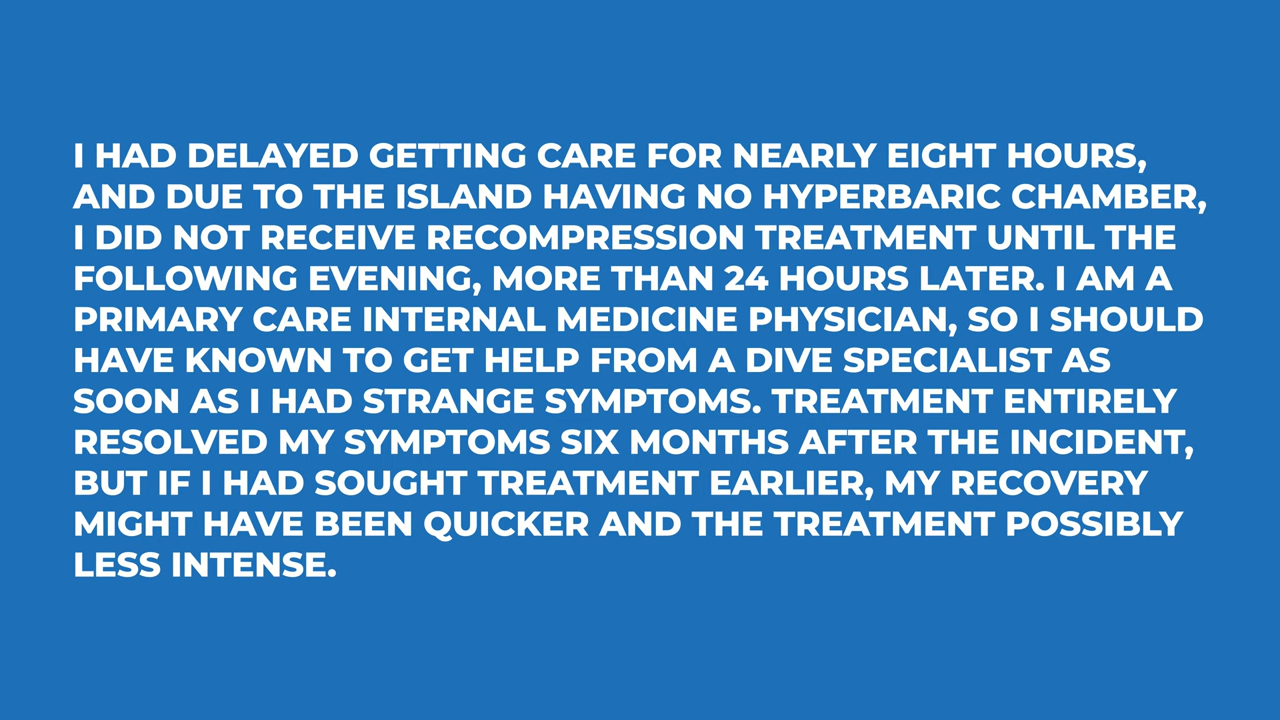 I HAD DELAYED GETTING CARE FOR NEARLY EIGHT HOURS,
AND DUE TO THE ISLAND HAVING NO HYPERBARIC CHAMBER,
I DID NOT RECEIVE RECOMPRESSION TREATMENT UNTIL THE
FOLLOWING EVENING, MORE THAN 24 HOURS LATER. I AM A
PRIMARY CARE INTERNAL MEDICINE PHYSICIAN, SO I SHOULD
HAVE KNOWN TO GET HELP FROM A DIVE SPECIALIST AS
SOON AS I HAD STRANGE SYMPTOMS. TREATMENT ENTIRELY
RESOLVED MY SYMPTOMS SIX MONTHS AFTER THE INCIDENT,
BUT IF I HAD SOUGHT TREATMENT EARLIER, MY RECOVERY
MIGHT HAVE BEEN QUICKER AND THE TREATMENT POSSIBLY
LESS INTENSE.